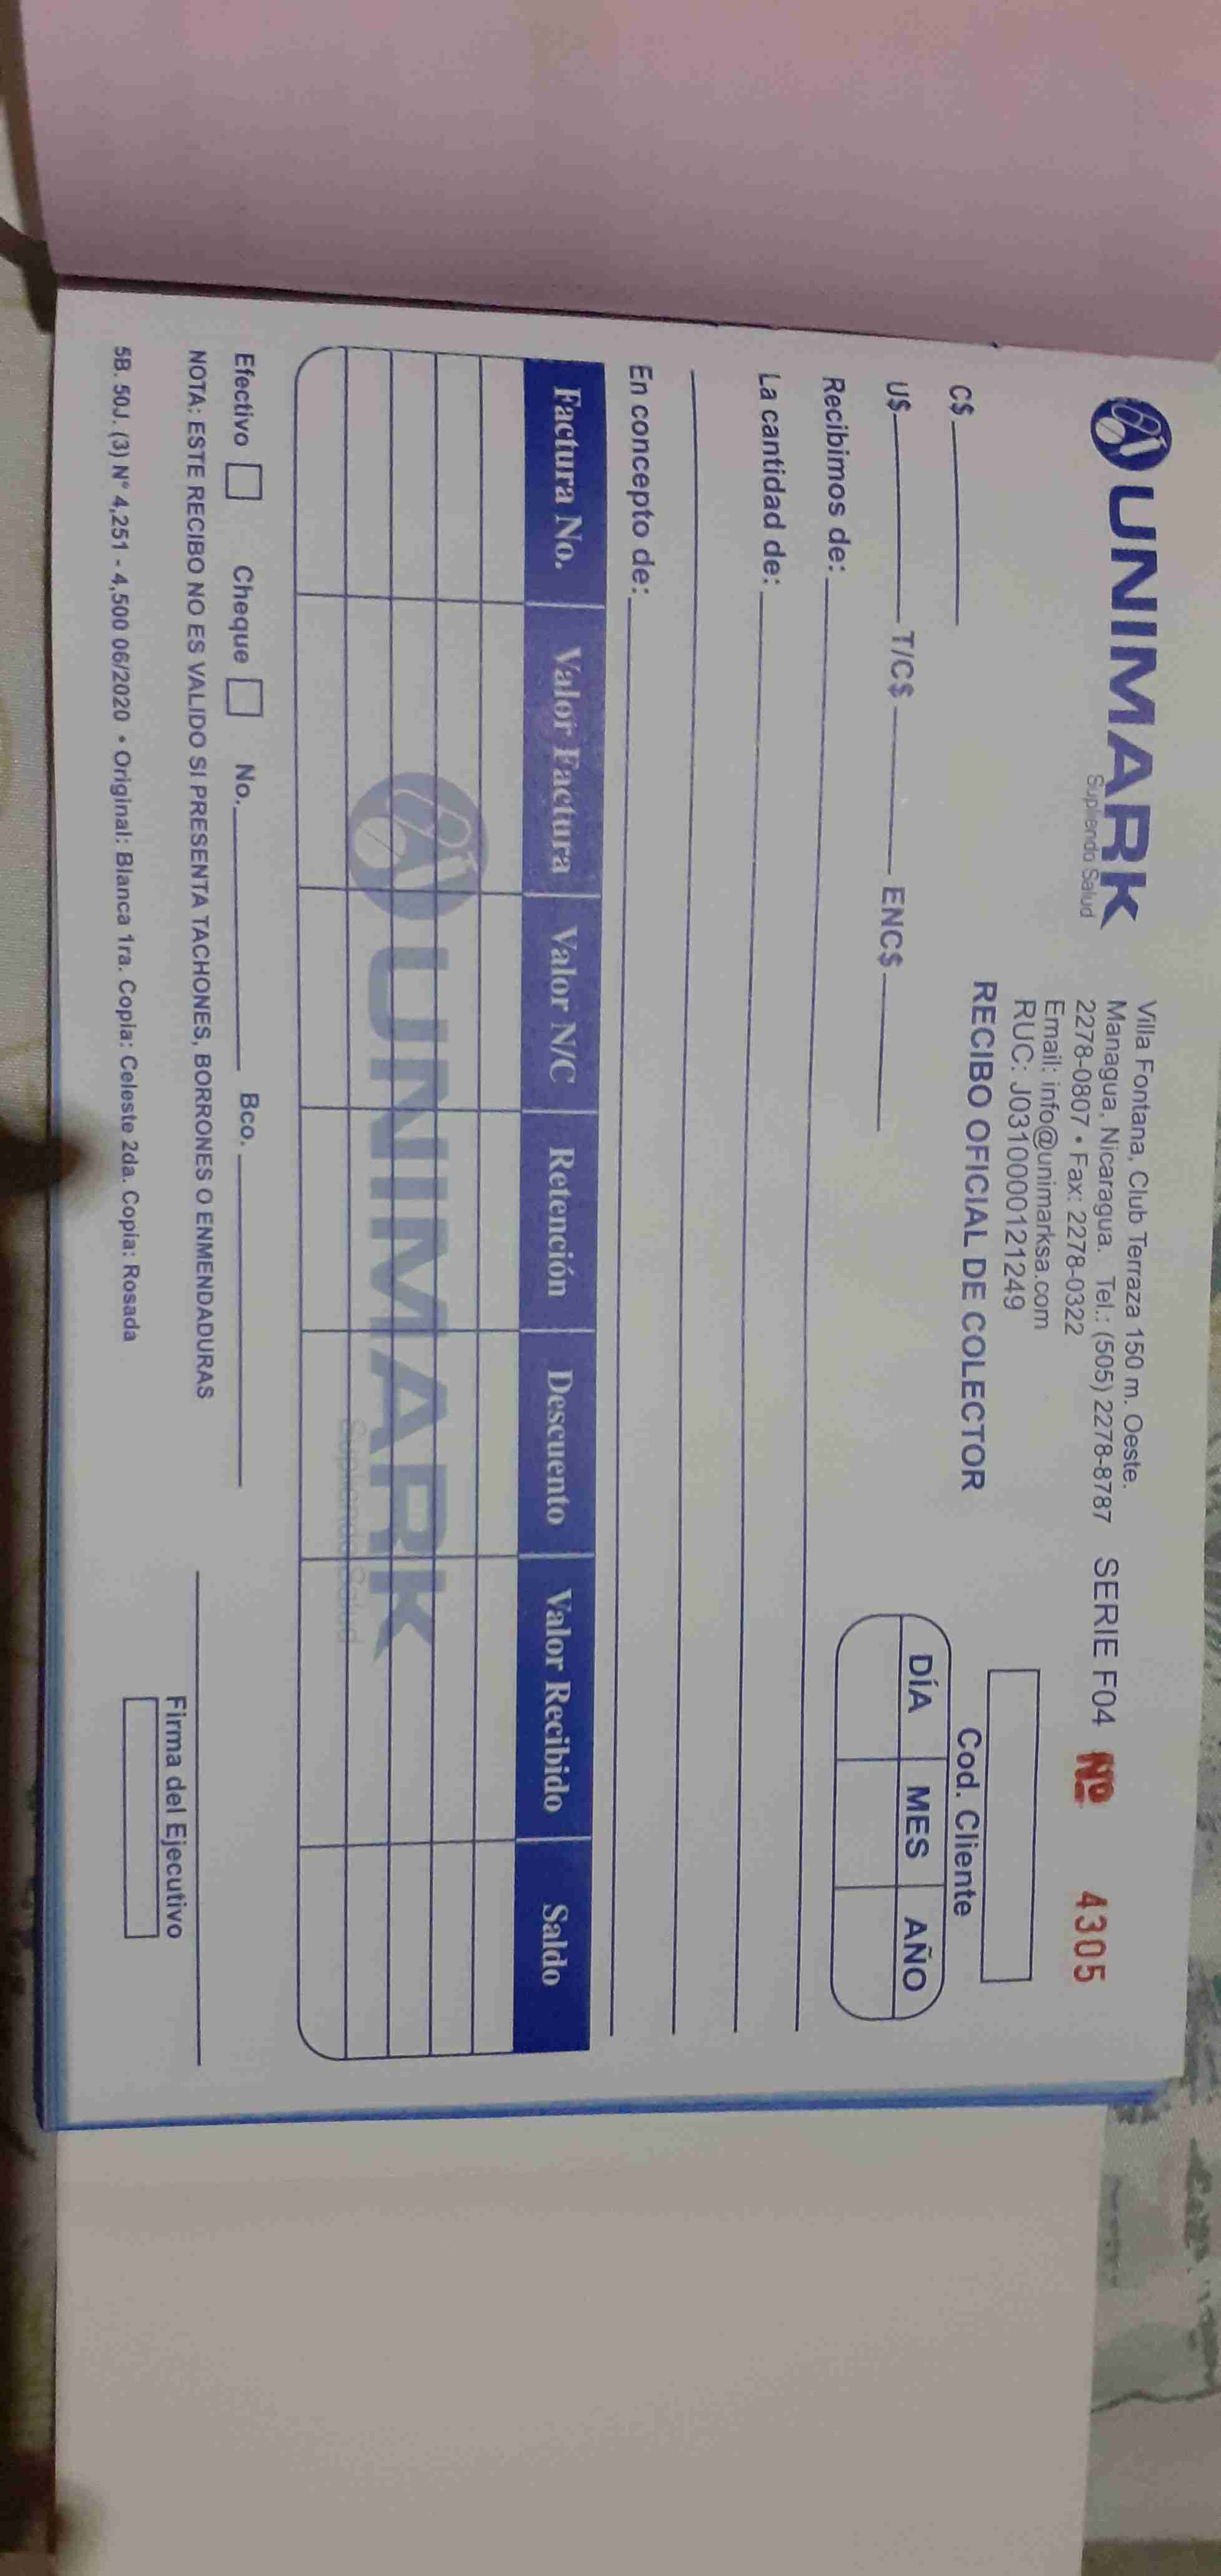 UNIMARK
Supliendo Salud
Villa Fontana, Club Terraza 150 m. Oeste.
Managua, Nicaragua. Tel.: (505) 2278-8787
2278-0807 • Fax: 2278-0322
Email: info@unimarksa.com
RUC: J0310000121249
SERIE F04 Nº 4305
RECIBO OFICIAL DE COLECTOR
Cod. Cliente
C$
DÍA MES AÑO
U$ T/C$ ENC$
Recibimos de:
La cantidad de:
En concepto de:
Factura No. Valor Factura Valor N/C Retención Descuento Valor Recibido Saldo
UNIMARK
Supliendo Salud
Efectivo Cheque No. Bco.
NOTA: ESTE RECIBO NO ES VALIDO SI PRESENTA TACHONES, BORRONES O ENMENDADURAS
Firma del Ejecutivo
5B. 50J. (3) N° 4,251 - 4,500 06/2020 • Original: Blanca 1ra. Copia: Celeste 2da. Copia: Rosada